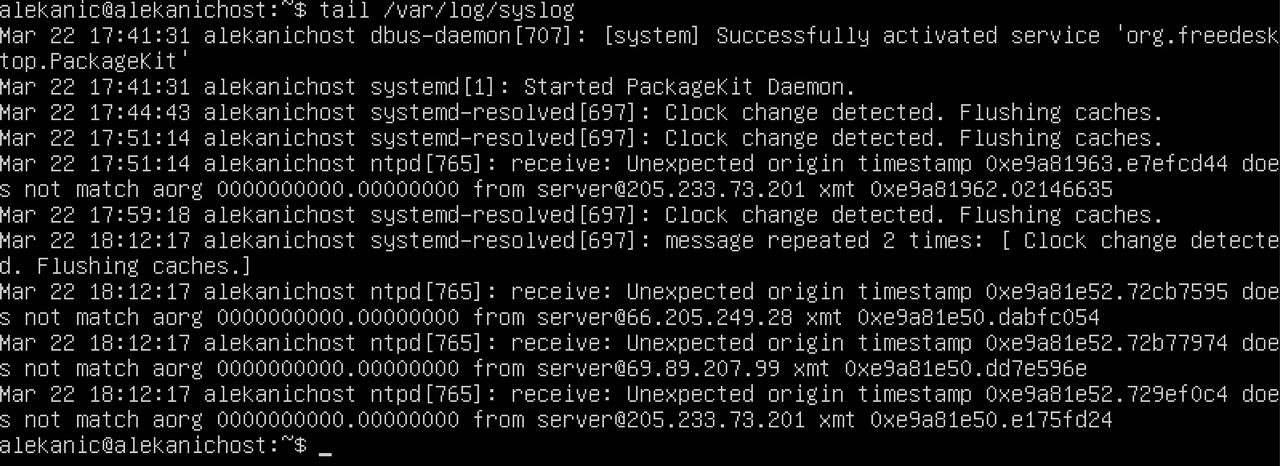 alekanic@alekanichost:~$ tail /var/log/syslog
Mar 22 17:41:31 alekanichost dbus-daemon[707]: [system] Successfully activated service 'org.freedesk
top.PackageKit'
Mar 22 17:41:31 alekanichost systemd[1]: Started PackageKit Daemon.
Mar 22 17:44:43 alekanichost systemd-resolved[697]: Clock change detected. Flushing caches.
Mar 22 17:51:14 alekanichost systemd-resolved[697]: Clock change detected. Flushing caches.
Mar 22 17:51:14 alekanichost ntpd[765]: receive: Unexpected origin timestamp 0xe9a81963.e7efcd44 doe
s not match aorg 0000000000.00000000 from server@205.233.73.201 xmt 0xe9a81962.02146635
Mar 22 17:59:18 alekanichost systemd-resolved[697]: Clock change detected. Flushing caches.
Mar 22 18:12:17 alekanichost systemd-resolved[697]: message repeated 2 times: [ Clock change detecte
d. Flushing caches.]
Mar 22 18:12:17 alekanichost ntpd[765]: receive: Unexpected origin timestamp 0xe9a81e52.72cb7595 doe
s not match aorg 0000000000.00000000 from server@66.205.249.28 xmt 0xe9a81e50.dabfc054
Mar 22 18:12:17 alekanichost ntpd[765]: receive: Unexpected origin timestamp 0xe9a81e52.72b77974 doe
s not match aorg 0000000000.00000000 from server@69.89.207.99 xmt 0xe9a81e50.dd7e596e
Mar 22 18:12:17 alekanichost ntpd[765]: receive: Unexpected origin timestamp 0xe9a81e52.729ef0c4 doe
s not match aorg 0000000000.00000000 from server@205.233.73.201 xmt 0xe9a81e50.e175fd24
alekanic@alekanichost:~$ _